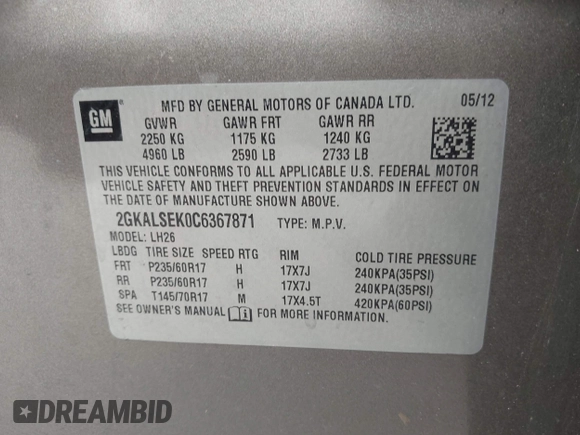 GM
MFD BY GENERAL MOTORS OF CANADA LTD. 05/12
GVWR GAWR FRT GAWR RR
2250 KG 1175 KG 1240 KG
4960 LB 2590 LB 2733 LB
THIS VEHICLE CONFORMS TO ALL APPLICABLE U.S. FEDERAL MOTOR
VEHICLE SAFETY AND THEFT PREVENTION STANDARDS IN EFFECT ON
THE DATE OF MANUFACTURE SHOWN ABOVE.
2GKALSEK0C6367871 TYPE: M.P.V.
MODEL: LH26
LBDG TIRE SIZE SPEED RTG RIM COLD TIRE PRESSURE
FRT P235/60R17 H 17X7J 240KPA(35PSI)
RR P235/60R17 H 17X7J 240KPA(35PSI)
SPA T145/70R17 M 17X4.5T 420KPA(60PSI)
SEE OWNER'S MANUAL FOR MORE INFORMATION.
DREAMBID